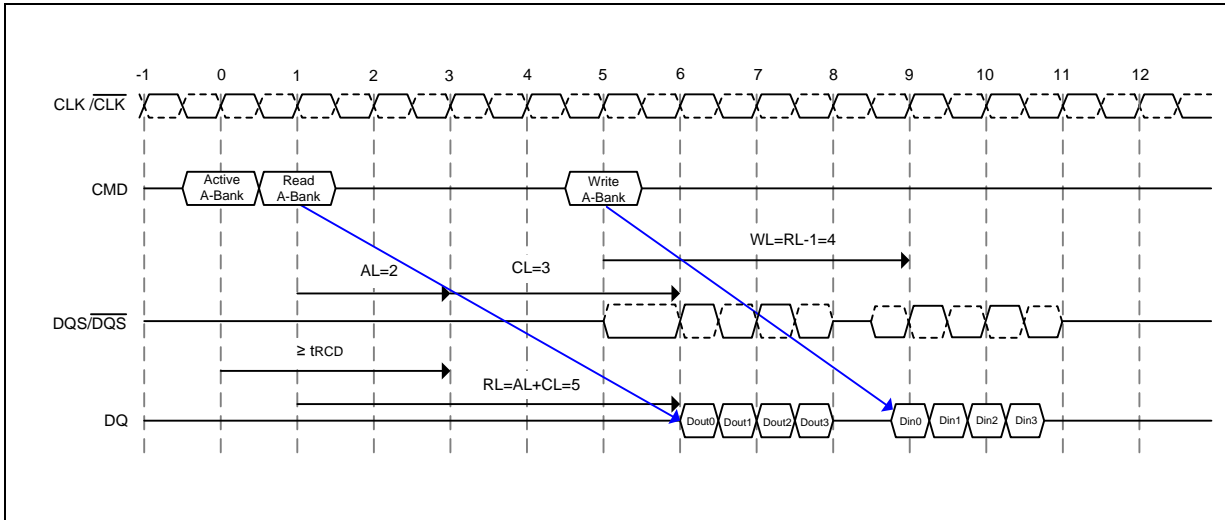 -1 0 1 2 3 4 5 6 7 8 9 10 11 12
CLK /CLK
CMD
Active
A-Bank
Read
A-Bank
Write
A-Bank
WL=RL-1=4
AL=2
CL=3
DQS/DQS
≥ tRCD
RL=AL+CL=5
DQ
Dout0 Dout1 Dout2 Dout3 Din0 Din1 Din2 Din3